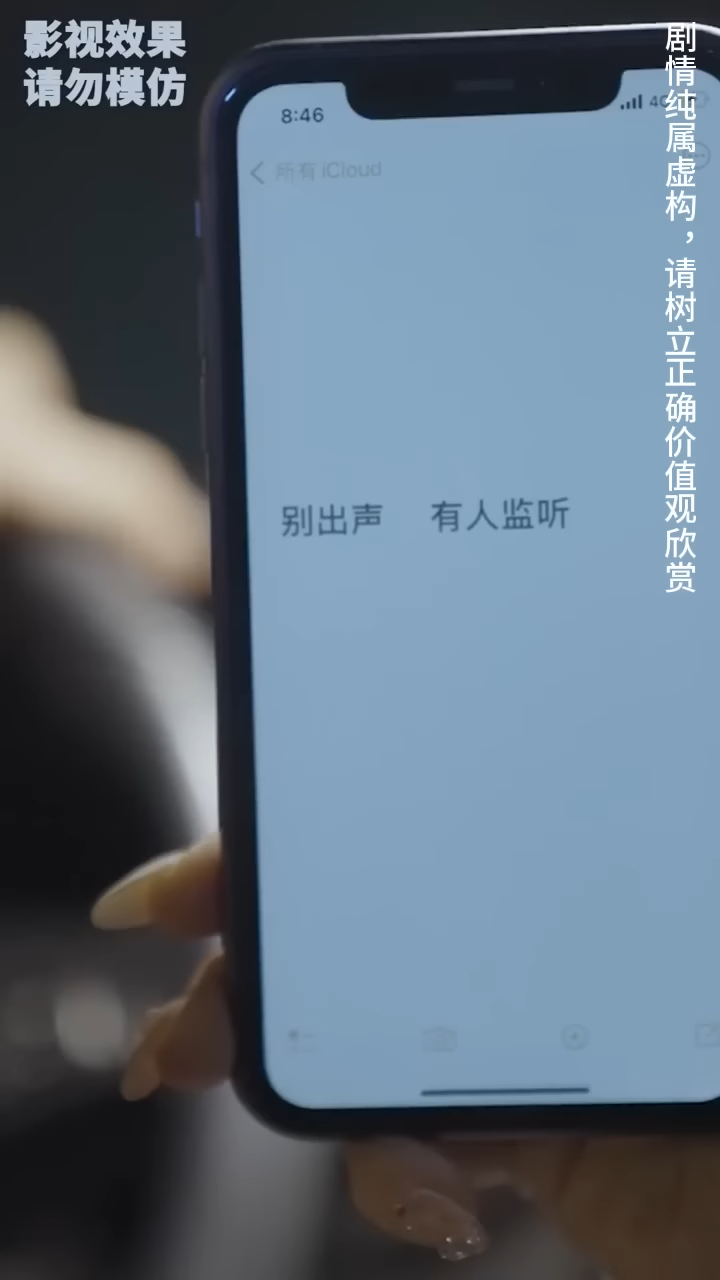 影视效果
请勿模仿
剧情纯属虚构，请树立正确价值观欣赏
8:46
所有 iCloud
别出声 有人监听